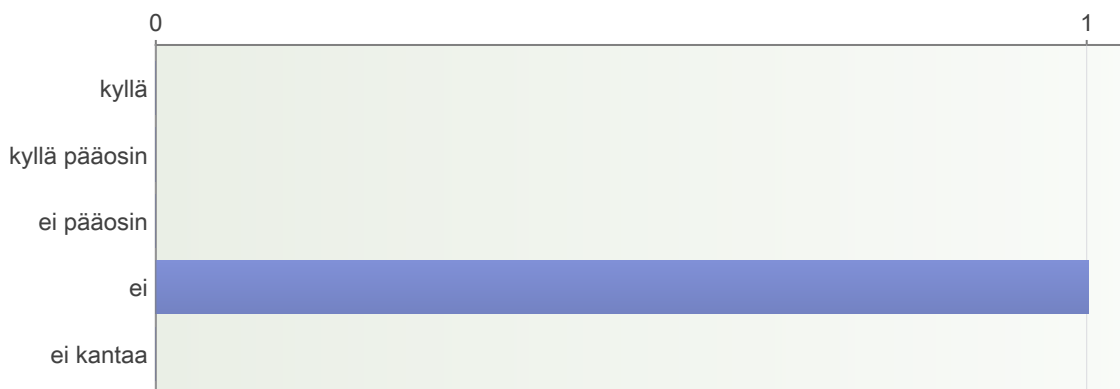 0 1
kyllä
kyllä pääosin
ei pääosin
ei
ei kantaa